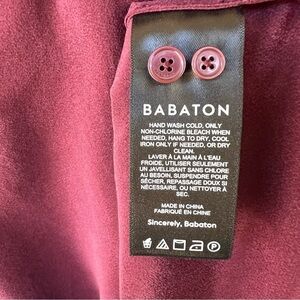 BABATON
HAND WASH COLD, ONLY
NON-CHLORINE BLEACH WHEN
NEEDED, HANG TO DRY, COOL
IRON ONLY IF NEEDED, OR DRY
CLEAN.
LAVER À LA MAIN À L'EAU
FROIDE, UTILISER SEULEMENT
UN JAVELLISANT SANS CHLORE
AU BESOIN, SUSPENDRE POUR
SÉCHER, REPASSAGE DOUX SI
NÉCESSAIRE, OU NETTOYER À
SEC.
MADE IN CHINA
FABRIQUÉ EN CHINE
Sincerely, Babaton